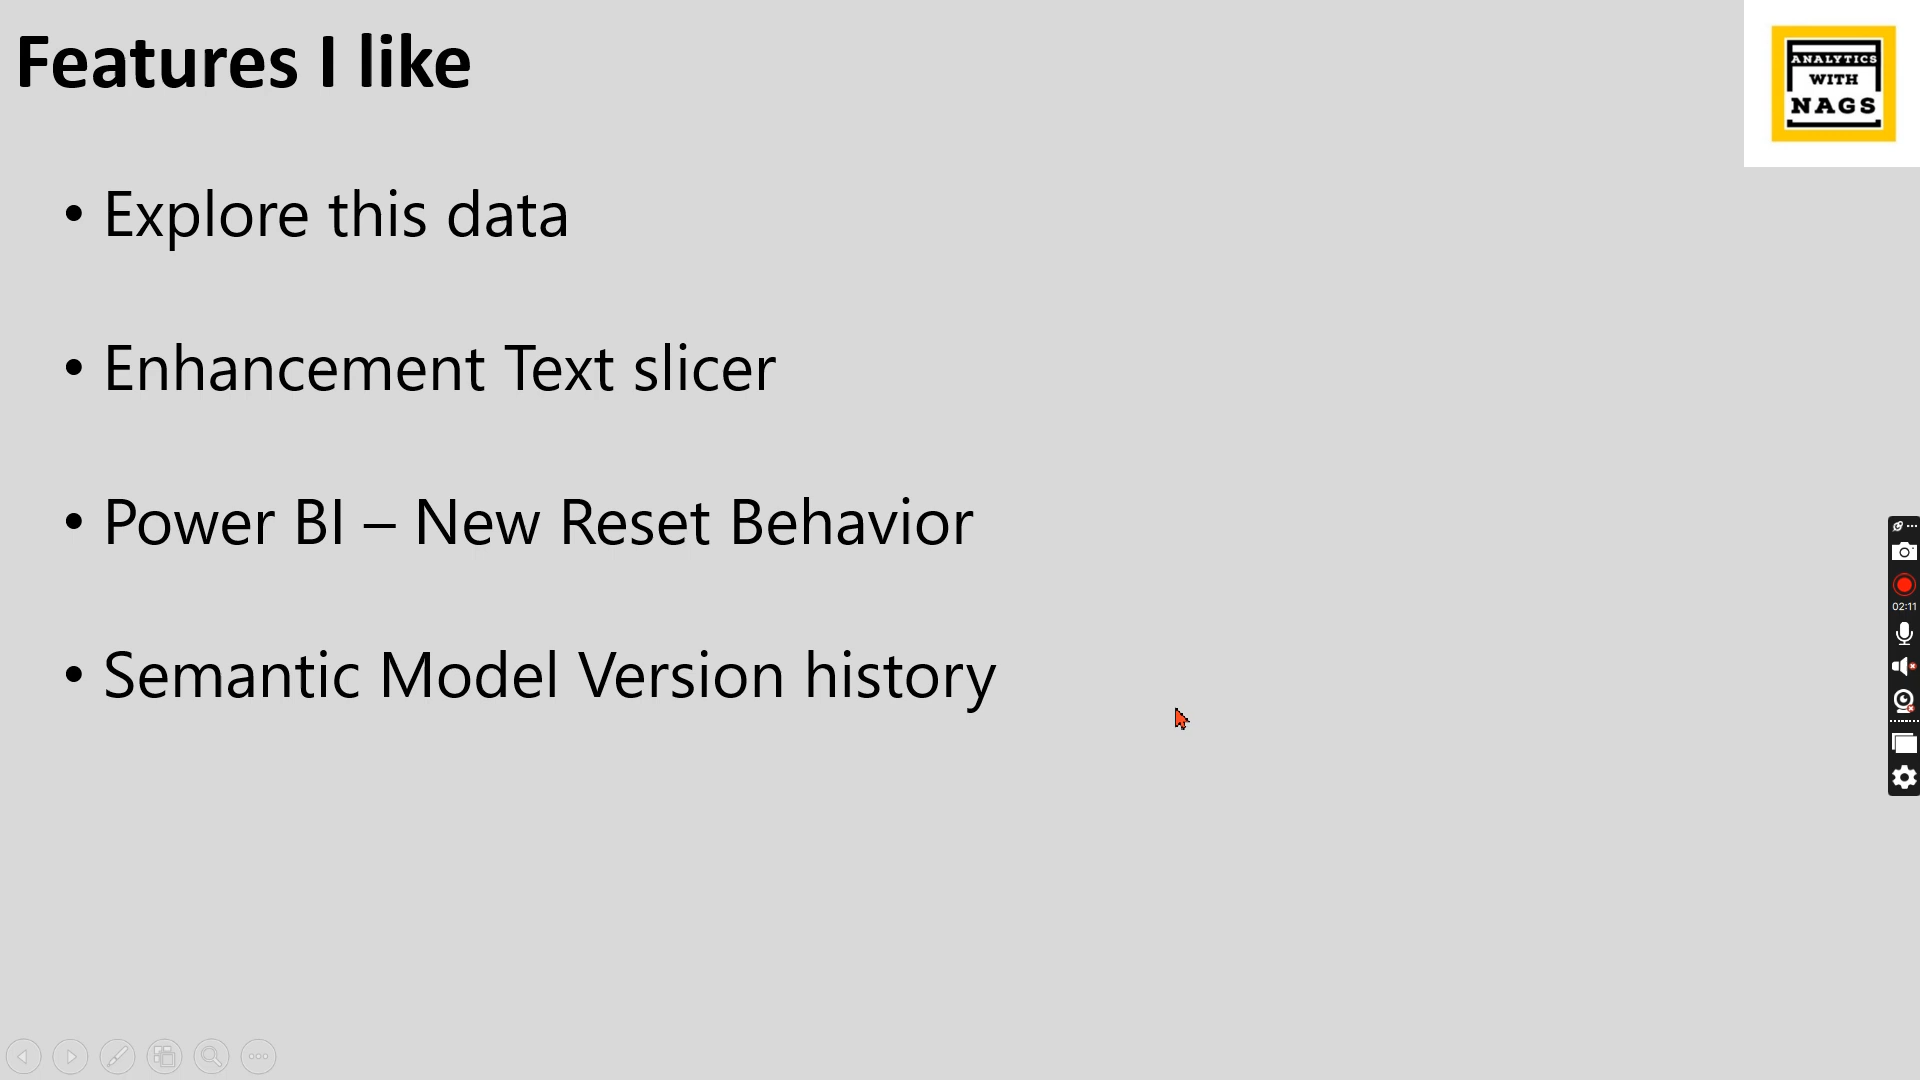 Features I like
ANALYTICS
WITH
NAGS
• Explore this data
• Enhancement Text slicer
• Power BI – New Reset Behavior
• Semantic Model Version history
02:11